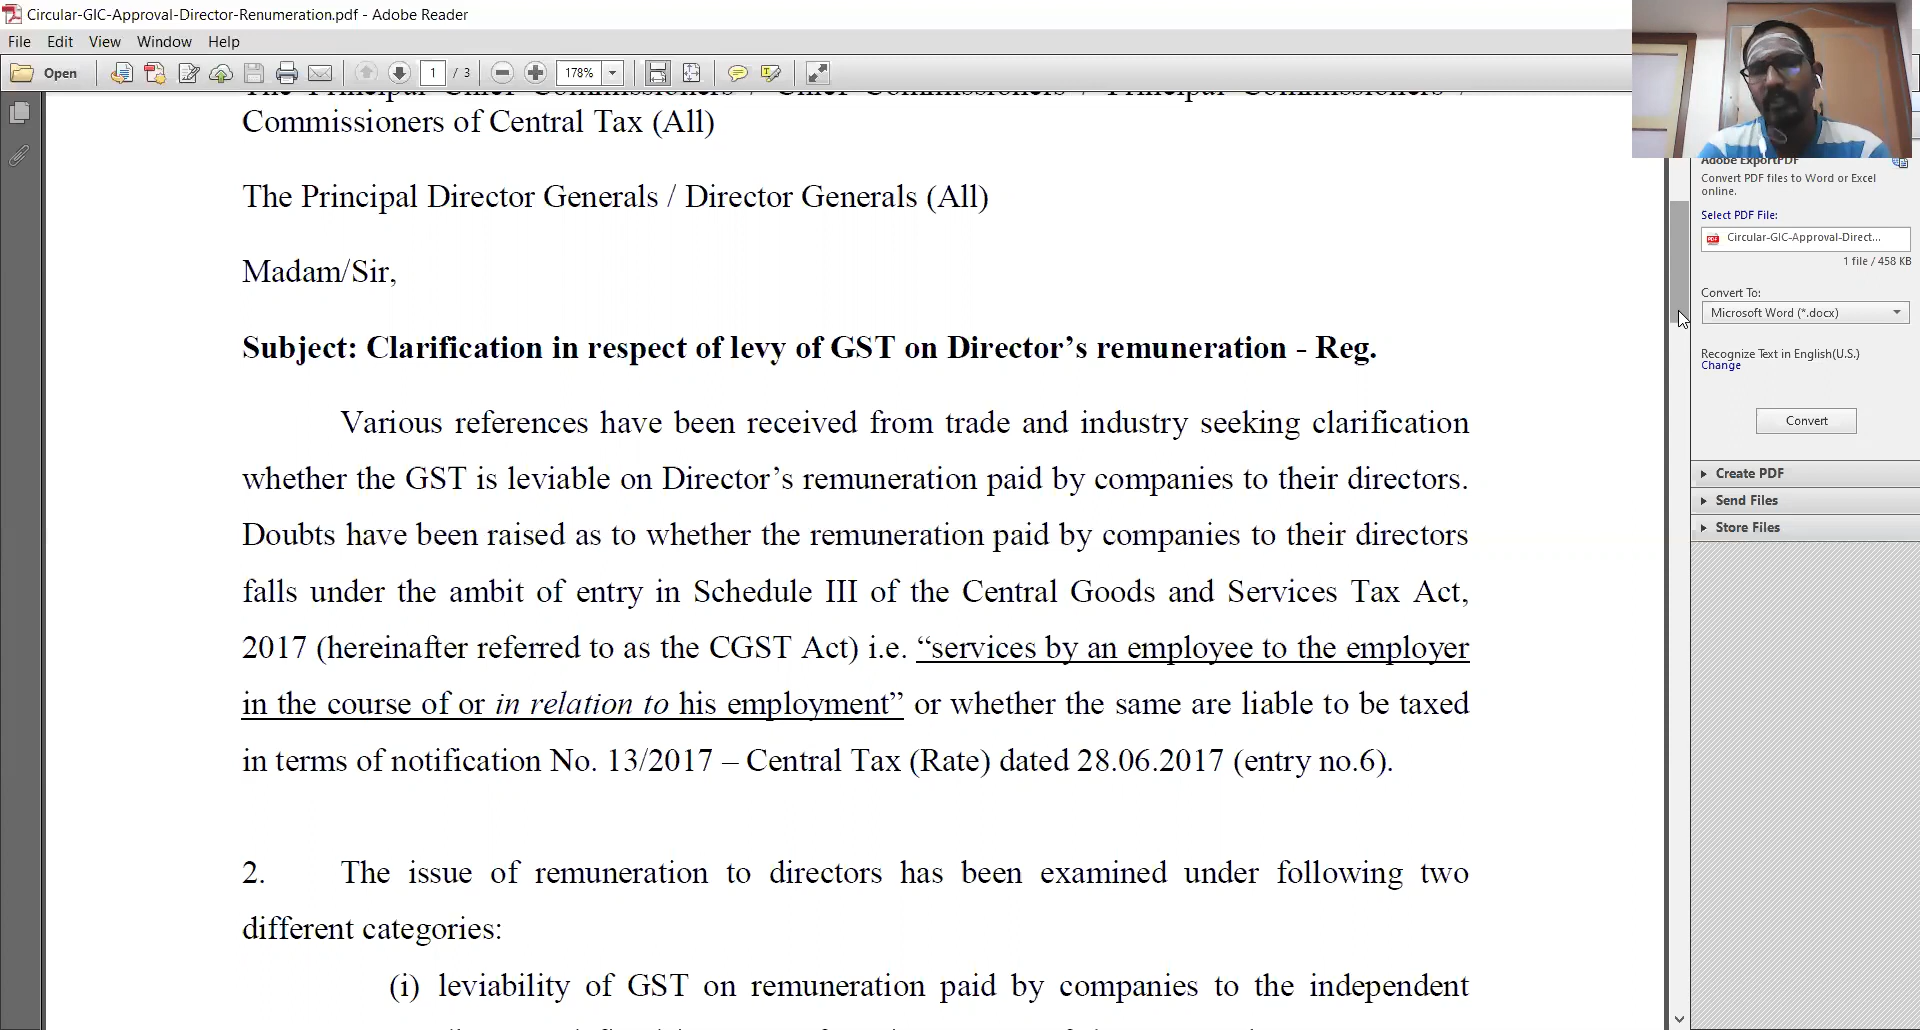 Circular-GIC-Approval-Director-Renumeration.pdf - Adobe Reader
File Edit View Window Help
Open 1 / 3 178%
The Principal Chief Commissioners / Chief Commissioners / Principal Commissioners /
Commissioners of Central Tax (All)
The Principal Director Generals / Director Generals (All)
Madam/Sir,
Subject: Clarification in respect of levy of GST on Director’s remuneration - Reg.
Various references have been received from trade and industry seeking clarification
whether the GST is leviable on Director’s remuneration paid by companies to their directors.
Doubts have been raised as to whether the remuneration paid by companies to their directors
falls under the ambit of entry in Schedule III of the Central Goods and Services Tax Act,
2017 (hereinafter referred to as the CGST Act) i.e. “services by an employee to the employer
in the course of or in relation to his employment” or whether the same are liable to be taxed
in terms of notification No. 13/2017 – Central Tax (Rate) dated 28.06.2017 (entry no.6).
2. The issue of remuneration to directors has been examined under following two
different categories:
(i) leviability of GST on remuneration paid by companies to the independent
Adobe ExportPDF
Convert PDF files to Word or Excel
online.
Select PDF File:
Circular-GIC-Approval-Direct...
1 file / 458 KB
Convert To:
Microsoft Word (*.docx)
Recognize Text in English(U.S.)
Change
Convert
Create PDF
Send Files
Store Files